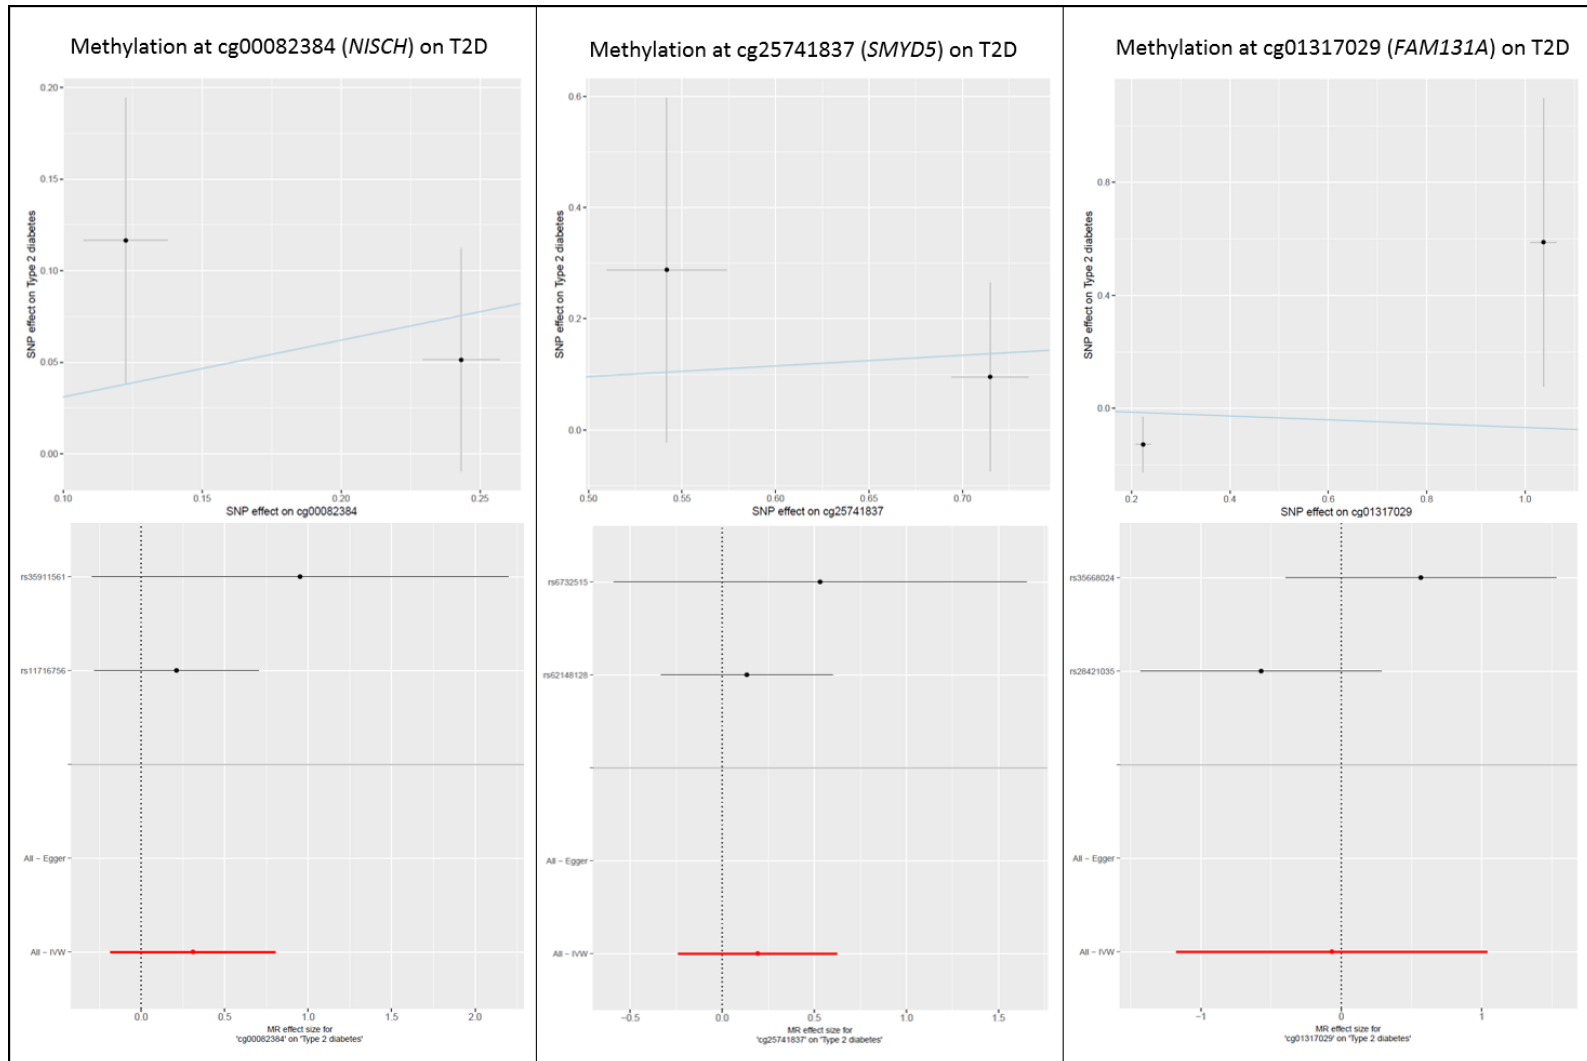 Methylation at cg00082384 (NISCH) on T2D
SNP effect on Type 2 diabetes
0.20
0.15
0.10
0.05
0.00
0.10
0.15
0.20
0.25
SNP effect on cg00082384
rs35911561
rs11716756
All − Egger
All − IVW
0.0
0.5
1.0
1.5
2.0
MR effect size for
'cg00082384' on 'Type 2 diabetes'
Methylation at cg25741837 (SMYD5) on T2D
SNP effect on Type 2 diabetes
0.6
0.4
0.2
0.0
0.50
0.55
0.60
0.65
0.70
SNP effect on cg25741837
rs6732515
rs62148128
All − Egger
All − IVW
−0.5
0.0
0.5
1.0
1.5
MR effect size for
'cg25741837' on 'Type 2 diabetes'
Methylation at cg01317029 (FAM131A) on T2D
SNP effect on Type 2 diabetes
0.8
0.4
0.0
0.2
0.4
0.6
0.8
1.0
SNP effect on cg01317029
rs35668024
rs28421035
All − Egger
All − IVW
−1
0
1
MR effect size for
'cg01317029' on 'Type 2 diabetes'